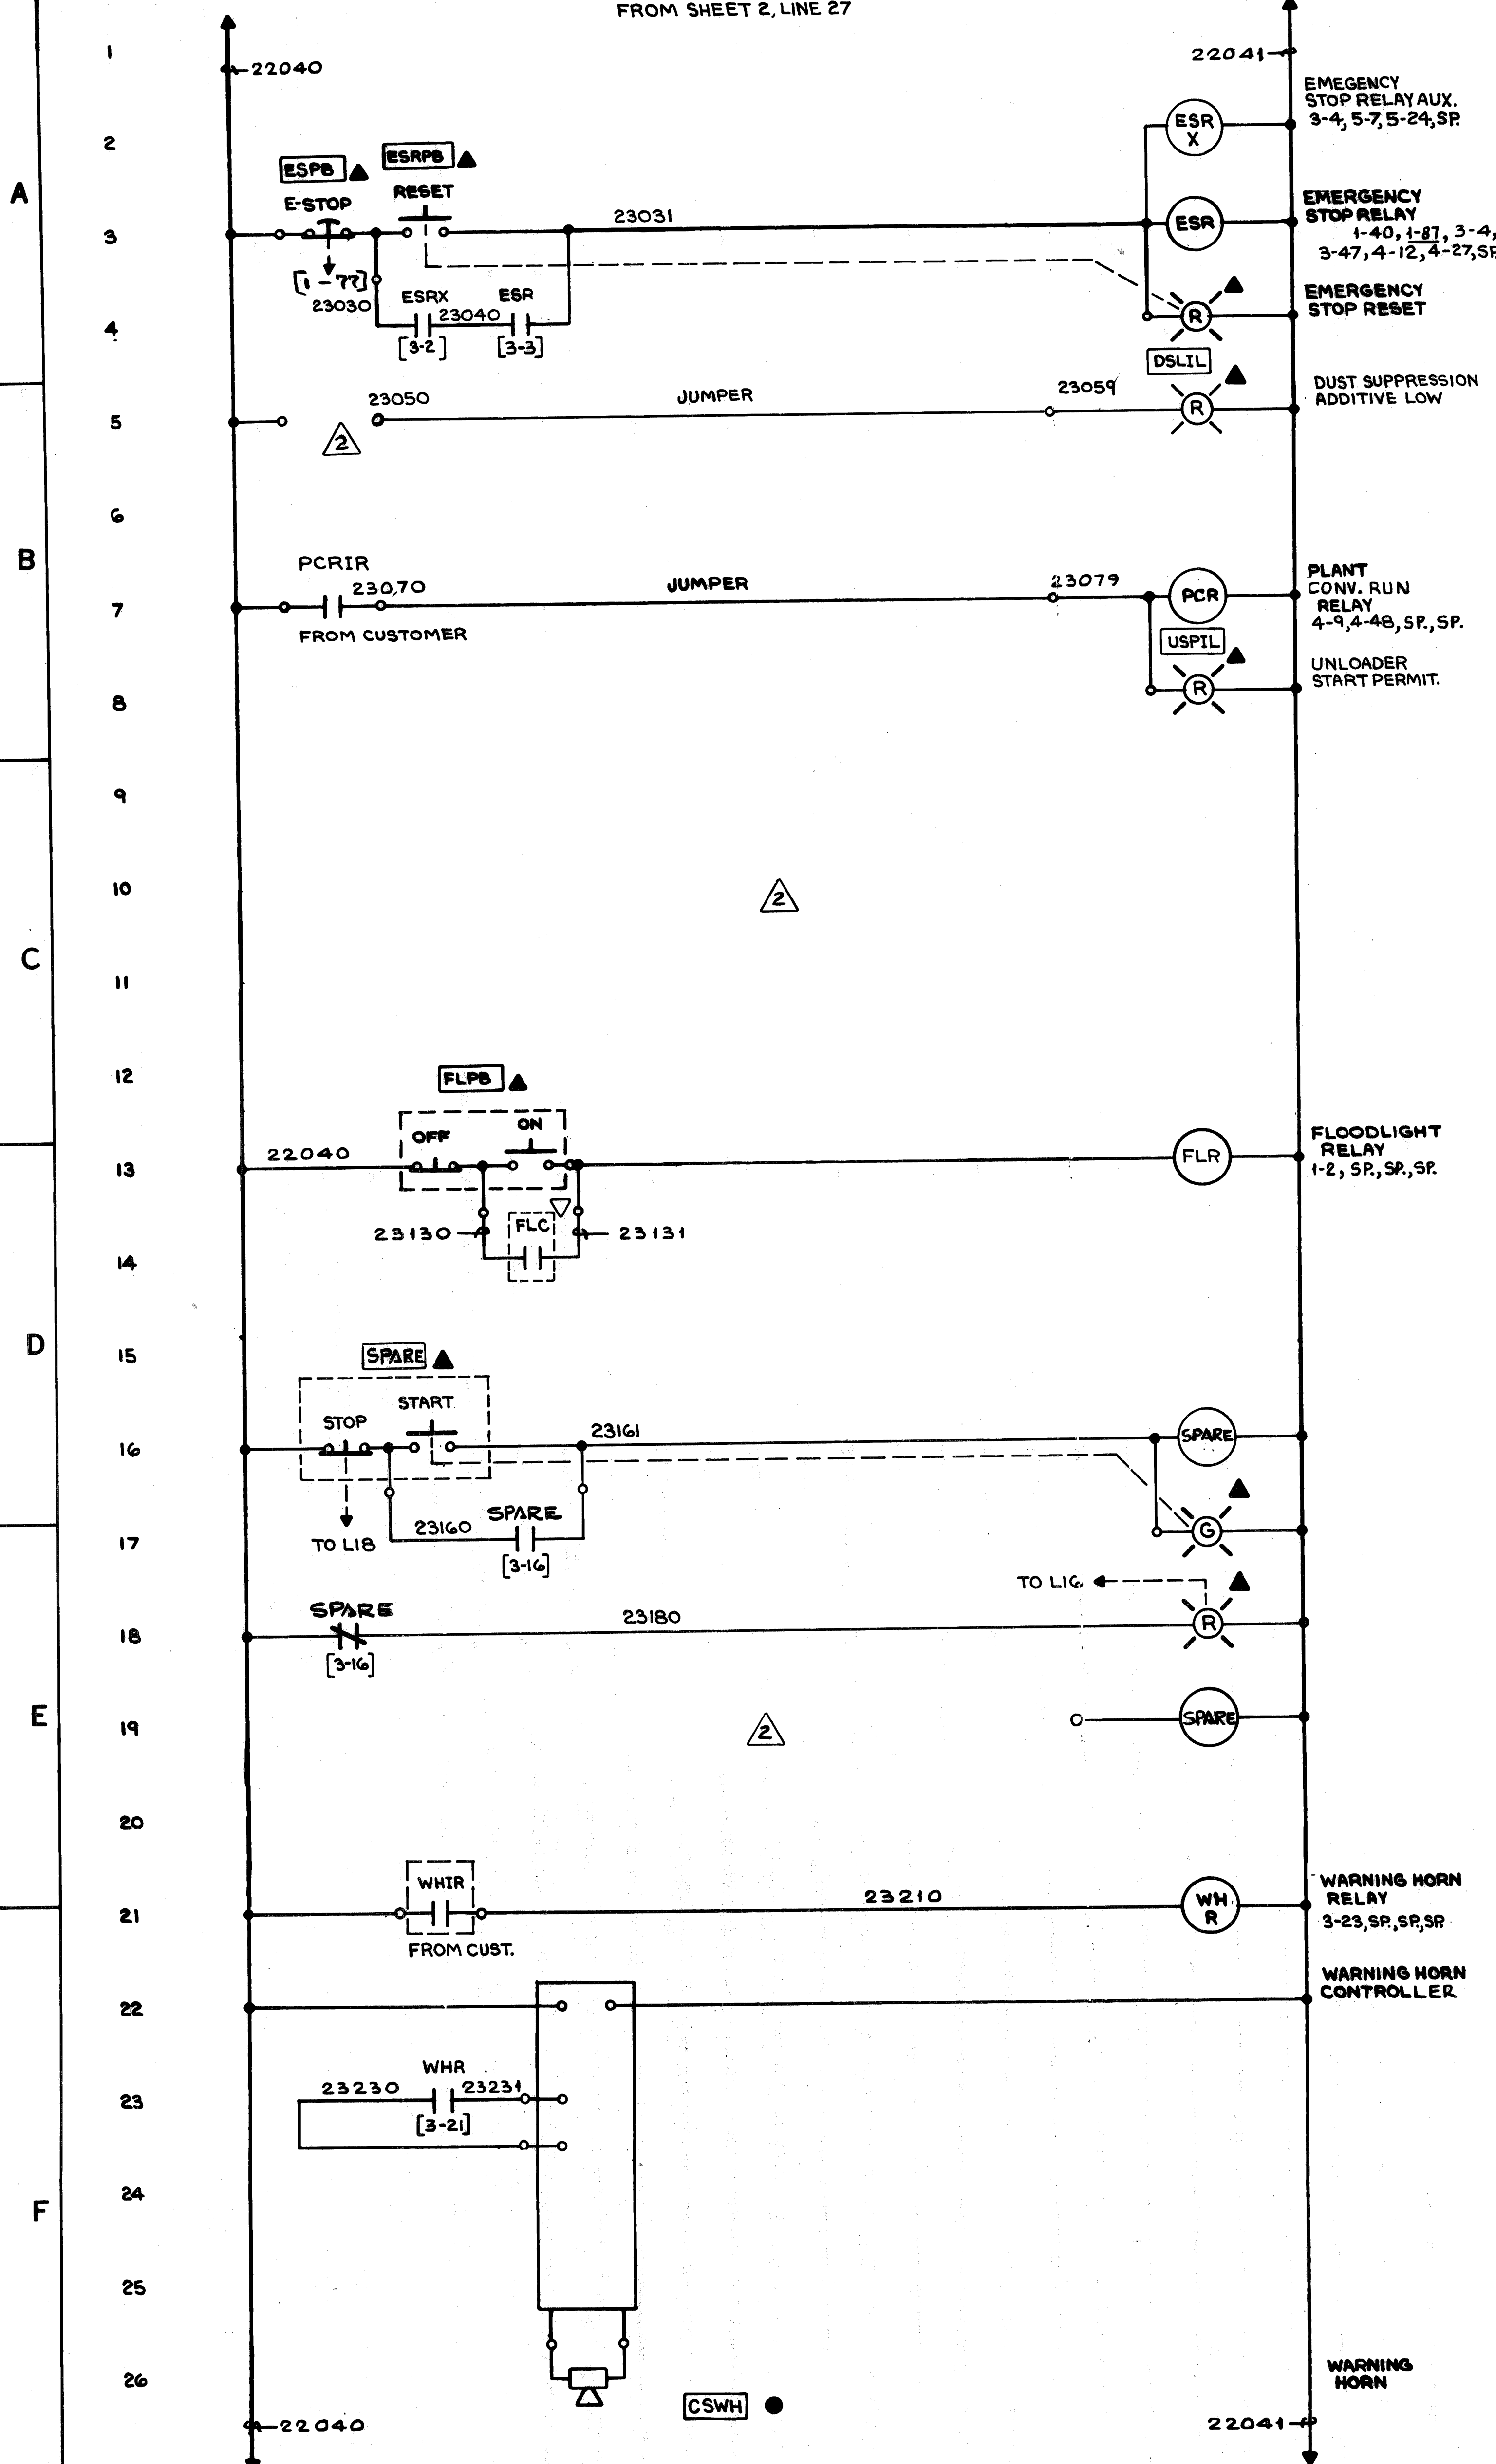 FROM SHEET 2, LINE 27
1
22040
22041
EMEGENCY
STOP RELAY AUX.
3-4, 5-7, 5-24, SP.
ESR
X
2
A
ESPB
ESRPB
E-STOP
RESET
23031
3
ESR
EMERGENCY
STOP RELAY
1-40, 1-87, 3-4,
3-47, 4-12, 4-27, SP
[1-77]
23030
ESRX
23040
ESR
4
[3-2]
[3-3]
R
EMERGENCY
STOP RESET
DSLIL
5
23050
JUMPER
23059
R
DUST SUPPRESSION
ADDITIVE LOW
2
6
B
PCRIR
23070
JUMPER
23079
7
PCR
PLANT
CONV. RUN
RELAY
4-9, 4-48, SP., SP.
FROM CUSTOMER
USPIL
8
R
UNLOADER
START PERMIT.
9
10
2
C
11
12
FLPB
OFF
ON
13
22040
FLR
FLOODLIGHT
RELAY
1-2, SP., SP., SP.
23130
FLC
23131
14
D
15
SPARE
STOP
START
16
23161
SPARE
TO L18
23160
SPARE
[3-16]
17
G
TO L16
SPARE
18
23180
R
[3-16]
E
19
2
SPARE
20
WHIR
21
23210
WH
R
WARNING HORN
RELAY
3-23, SP., SP., SP.
FROM CUST.
22
WARNING HORN
CONTROLLER
WHR
23
23230
23231
[3-21]
24
F
25
26
CSWH
WARNING
HORN
22040
22041